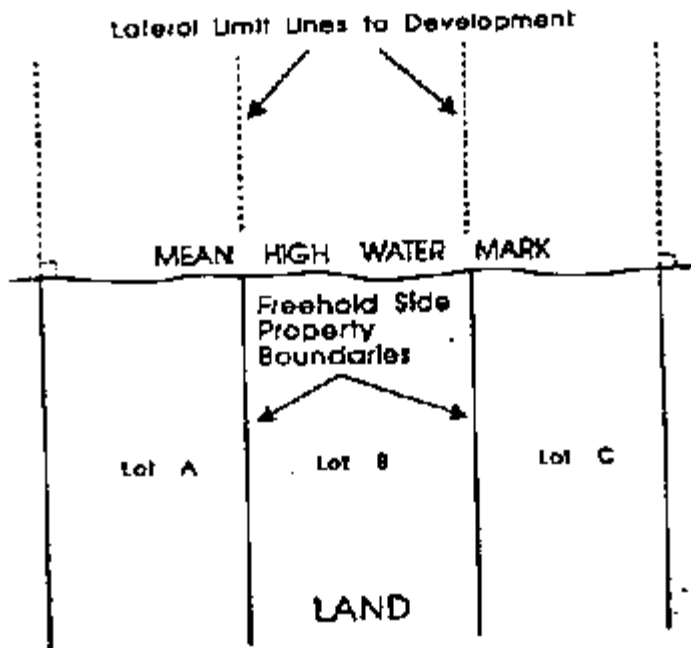 Lateral Limit Lines to Development
MEAN HIGH WATER MARK
Freehold Side
Property
Boundaries
Lot A Lot B Lot C
LAND